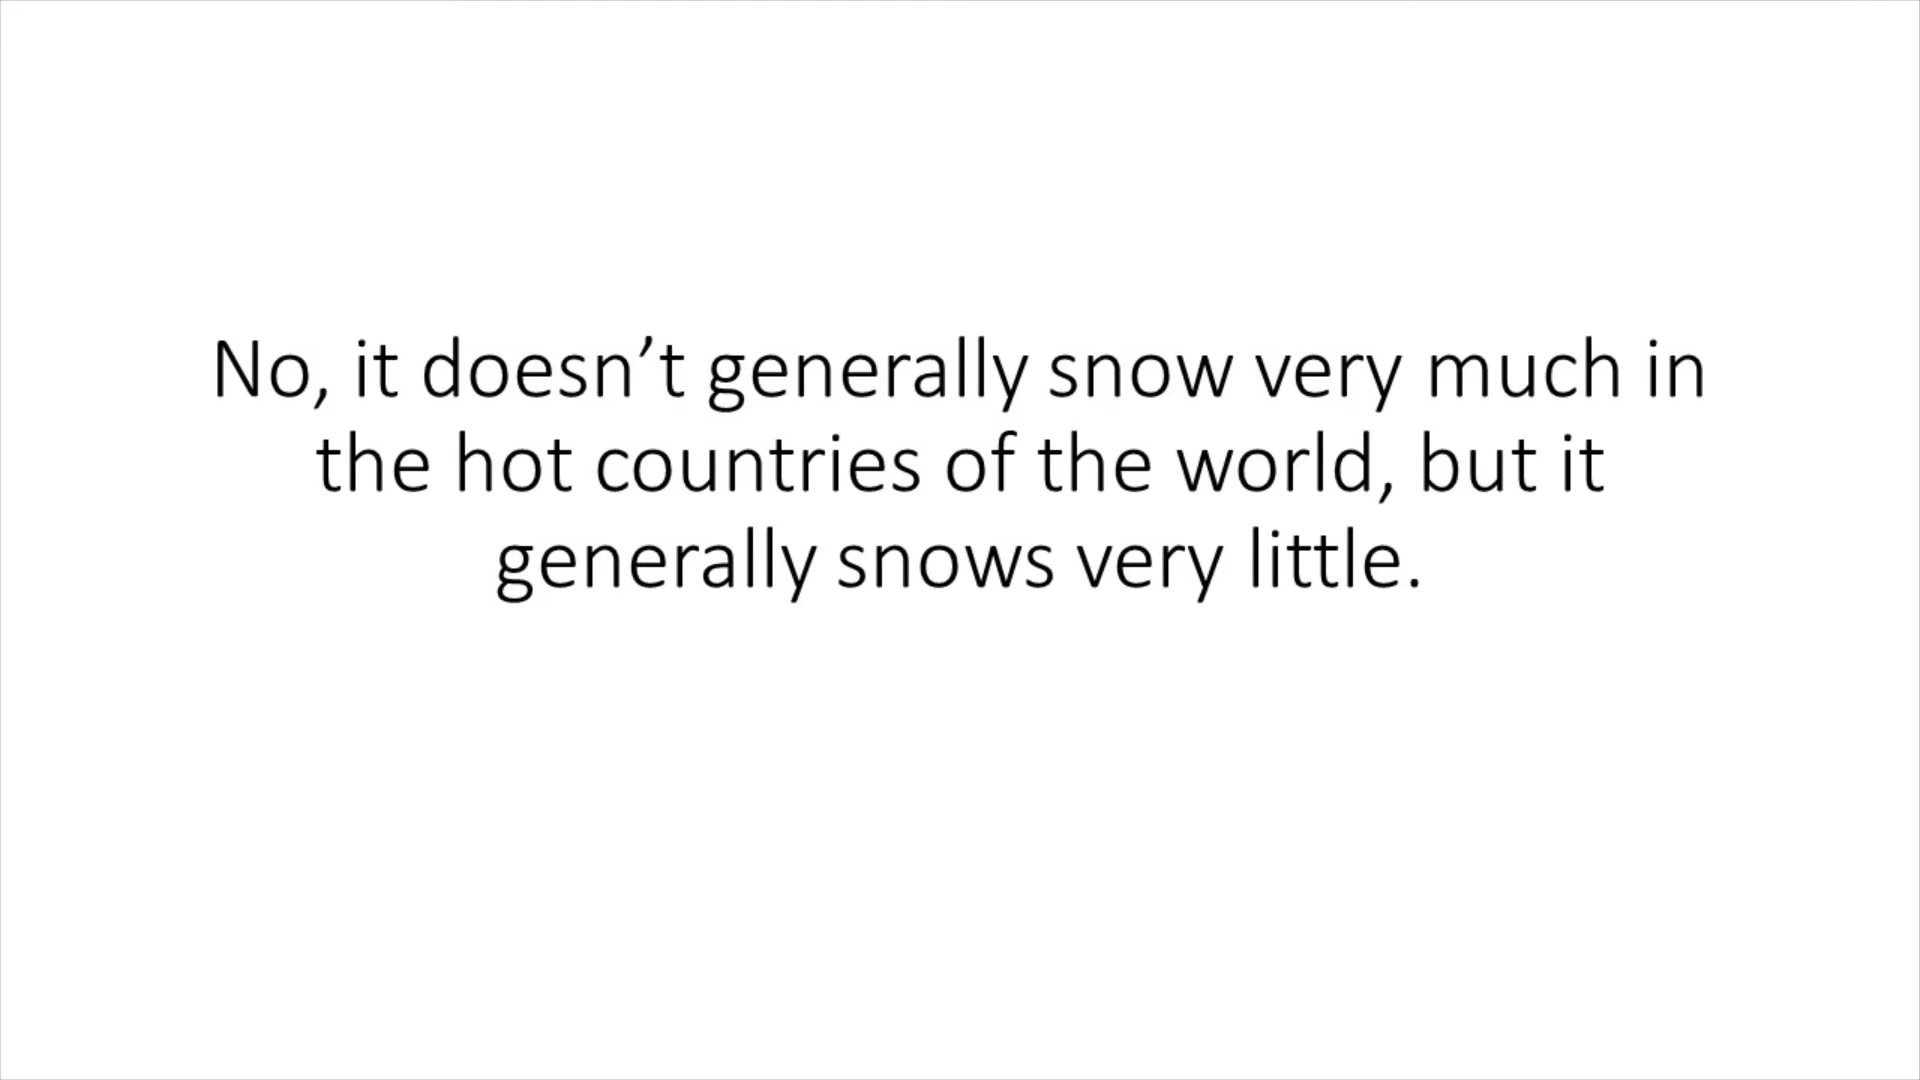 No, it doesn’t generally snow very much in
the hot countries of the world, but it
generally snows very little.